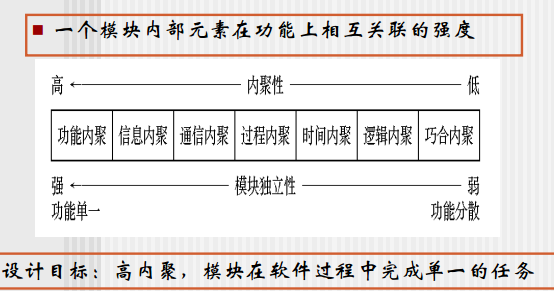 一个模块内部元素在功能上相互关联的强度
高 内聚性 低
功能内聚 信息内聚 通信内聚 过程内聚 时间内聚 逻辑内聚 巧合内聚
强 模块独立性 弱
功能单一 功能分散
设计目标：高内聚，模块在软件过程中完成单一的任务